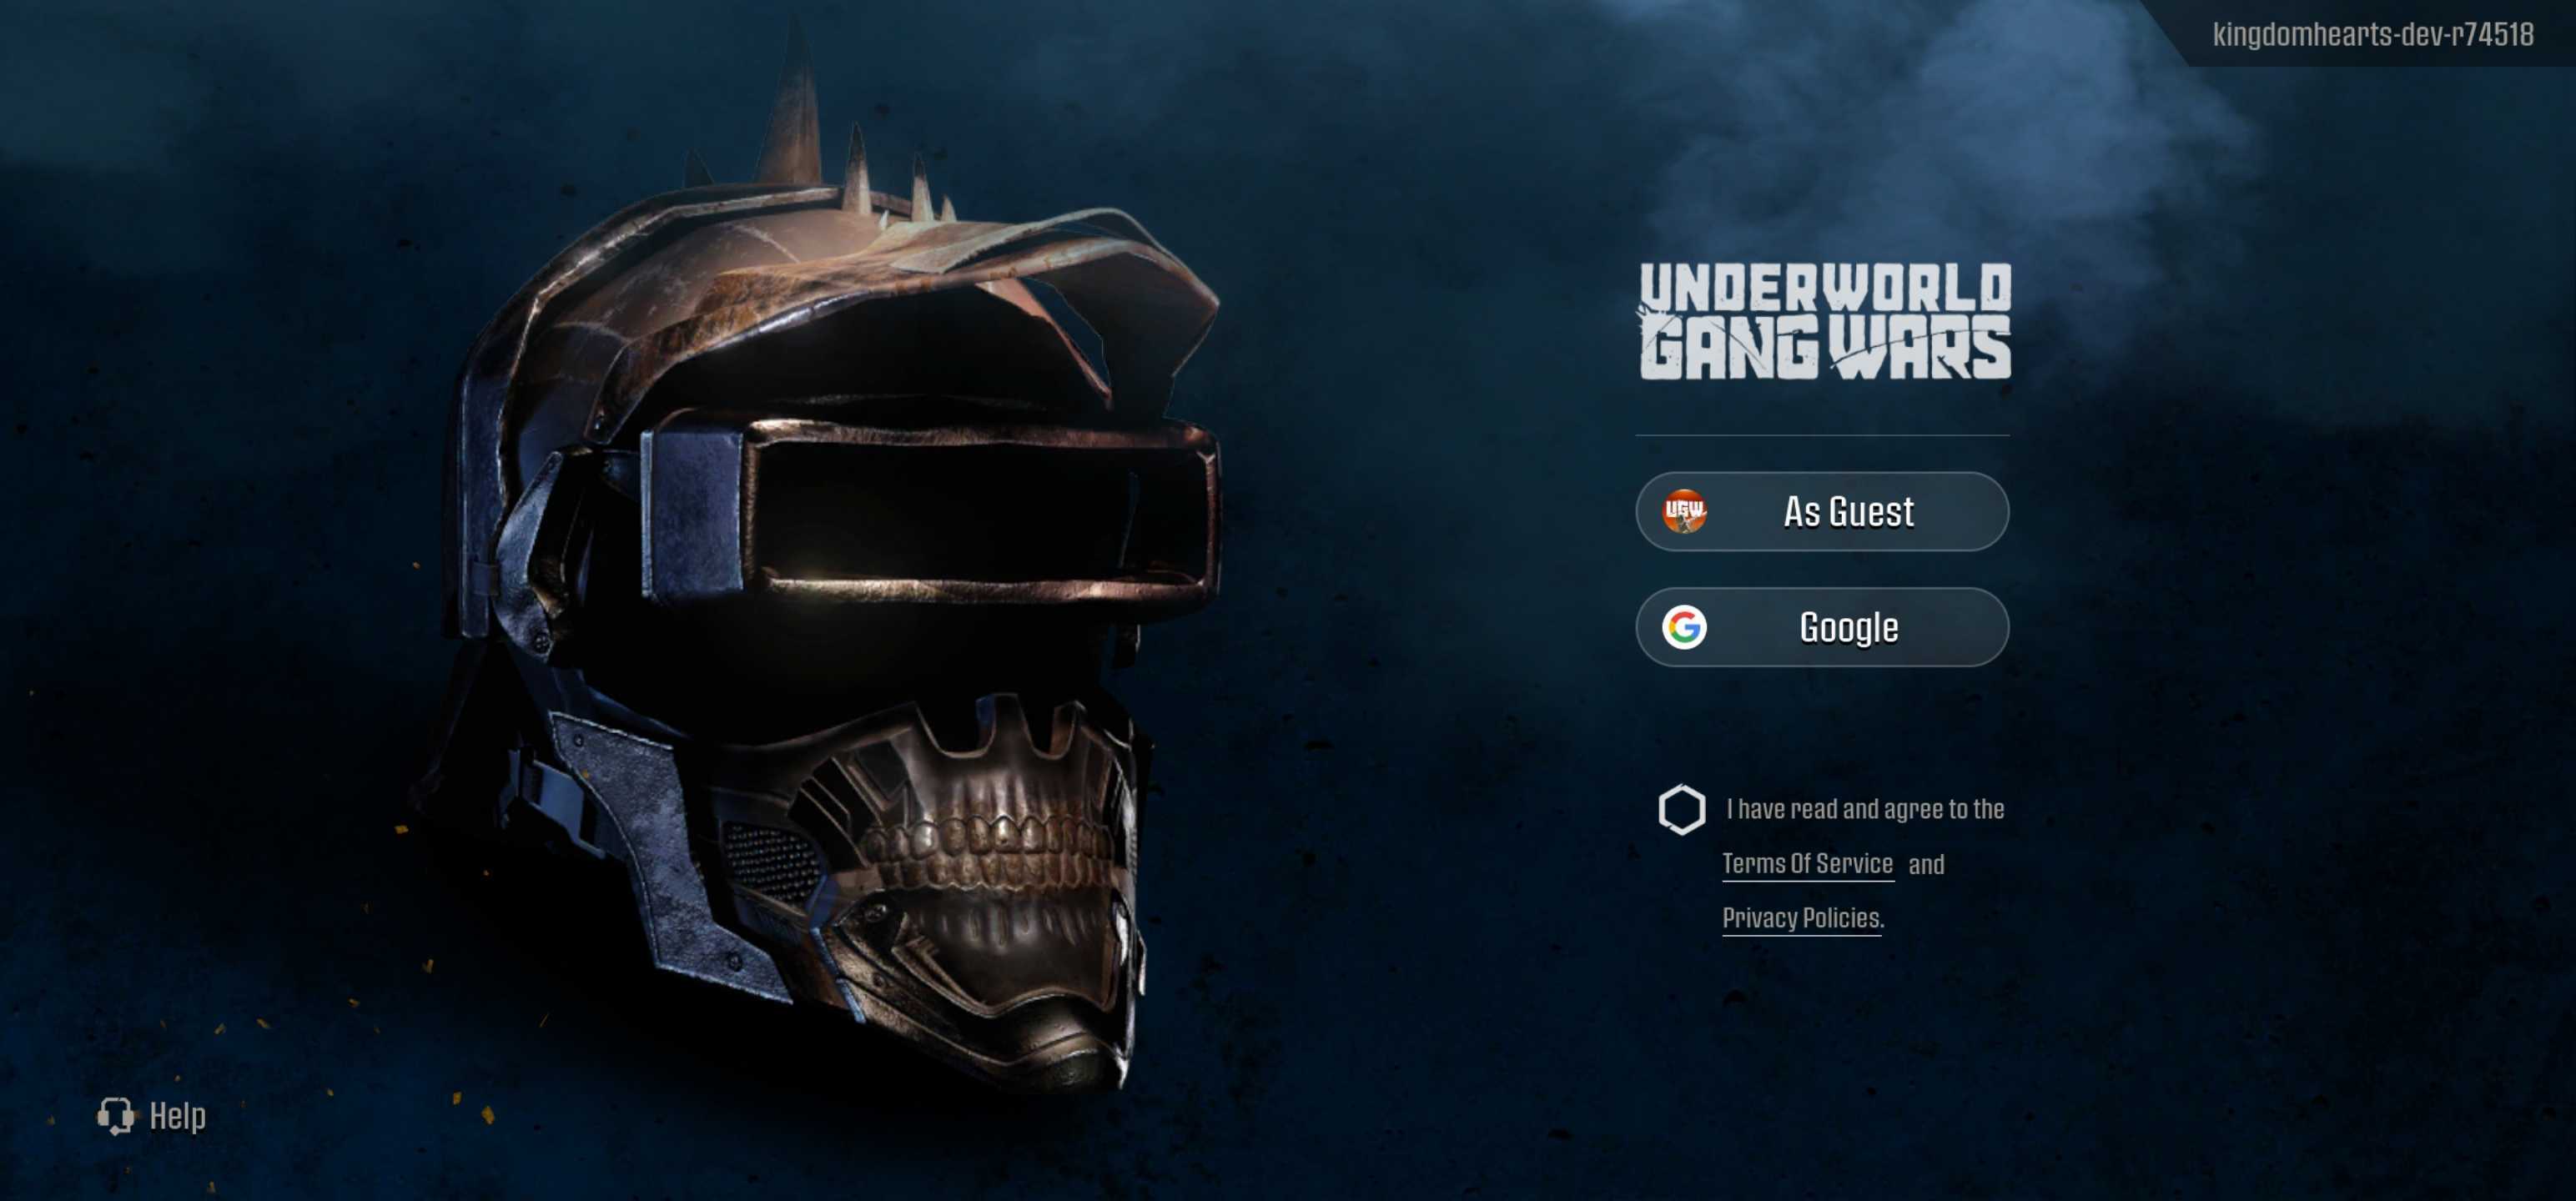 kingdomhearts-dev-r74518
UNDERWORLD
GANG WARS
UGW
As Guest
Google
I have read and agree to the
Terms Of Service and
Privacy Policies.
Help